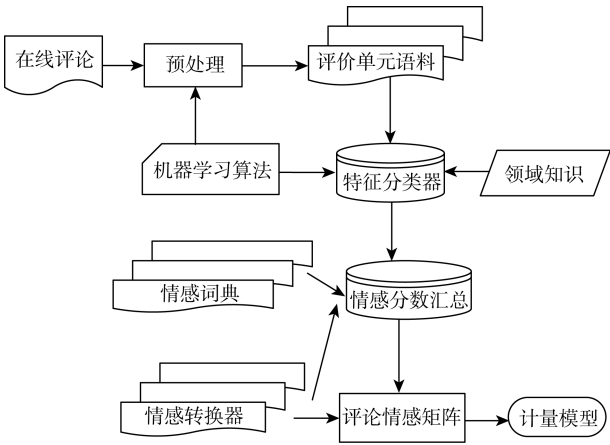 在线评论
预处理
评价单元语料
机器学习算法
特征分类器
领域知识
情感词典
情感分数汇总
情感转换器
评论情感矩阵
计量模型